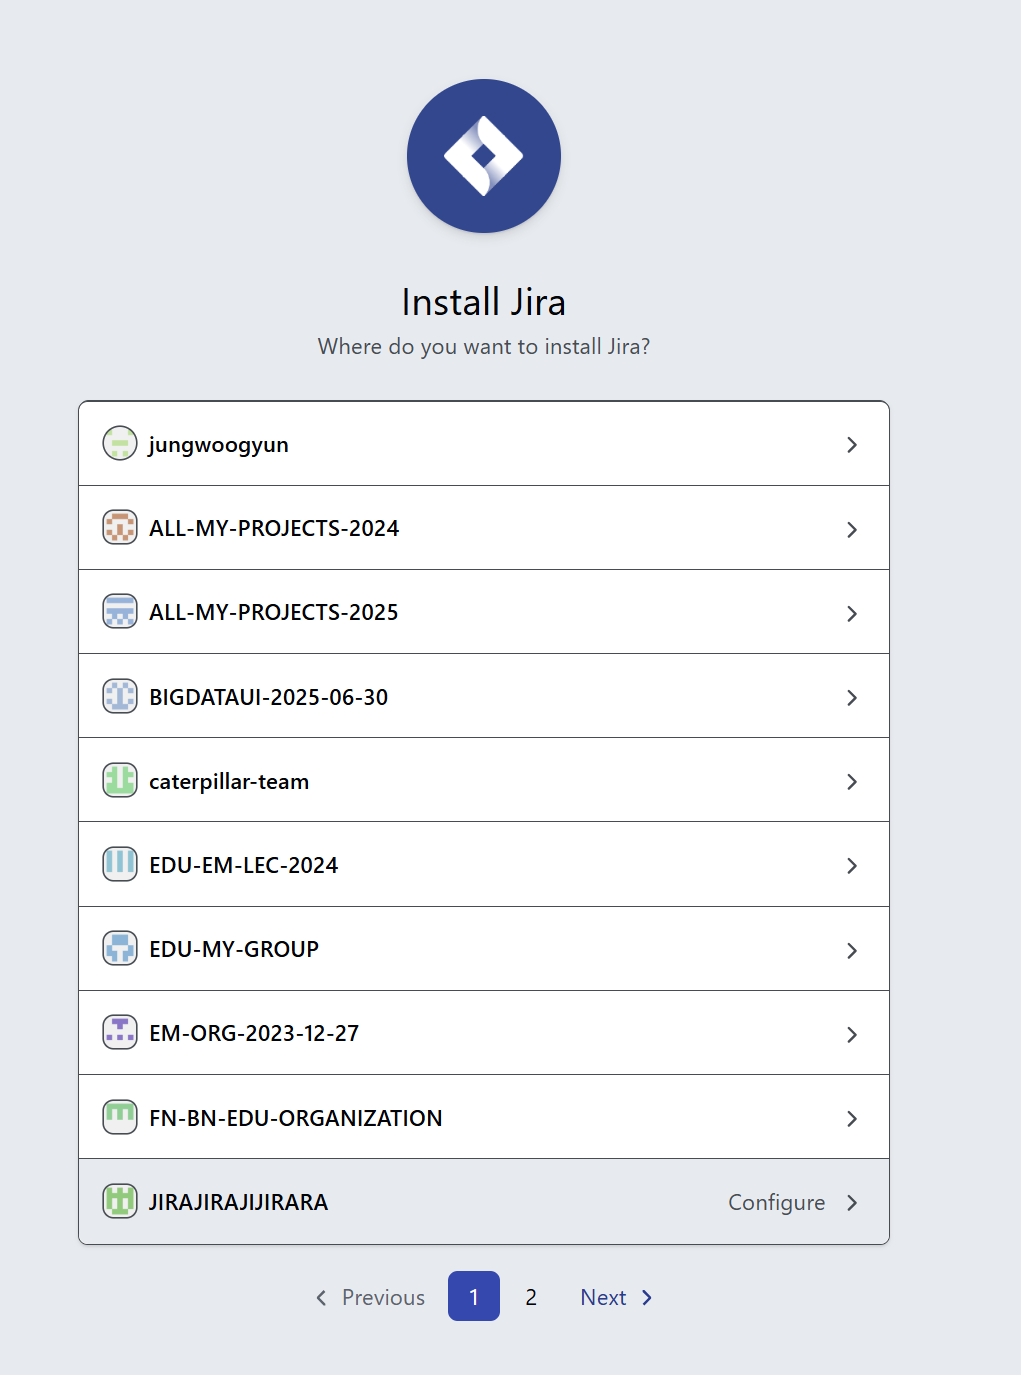 Install Jira
Where do you want to install Jira?
jungwoogyun
ALL-MY-PROJECTS-2024
ALL-MY-PROJECTS-2025
BIGDATAUI-2025-06-30
caterpillar-team
EDU-EM-LEC-2024
EDU-MY-GROUP
EM-ORG-2023-12-27
FN-BN-EDU-ORGANIZATION
JIRAJIRAJIJIRARA Configure
Previous 1 2 Next